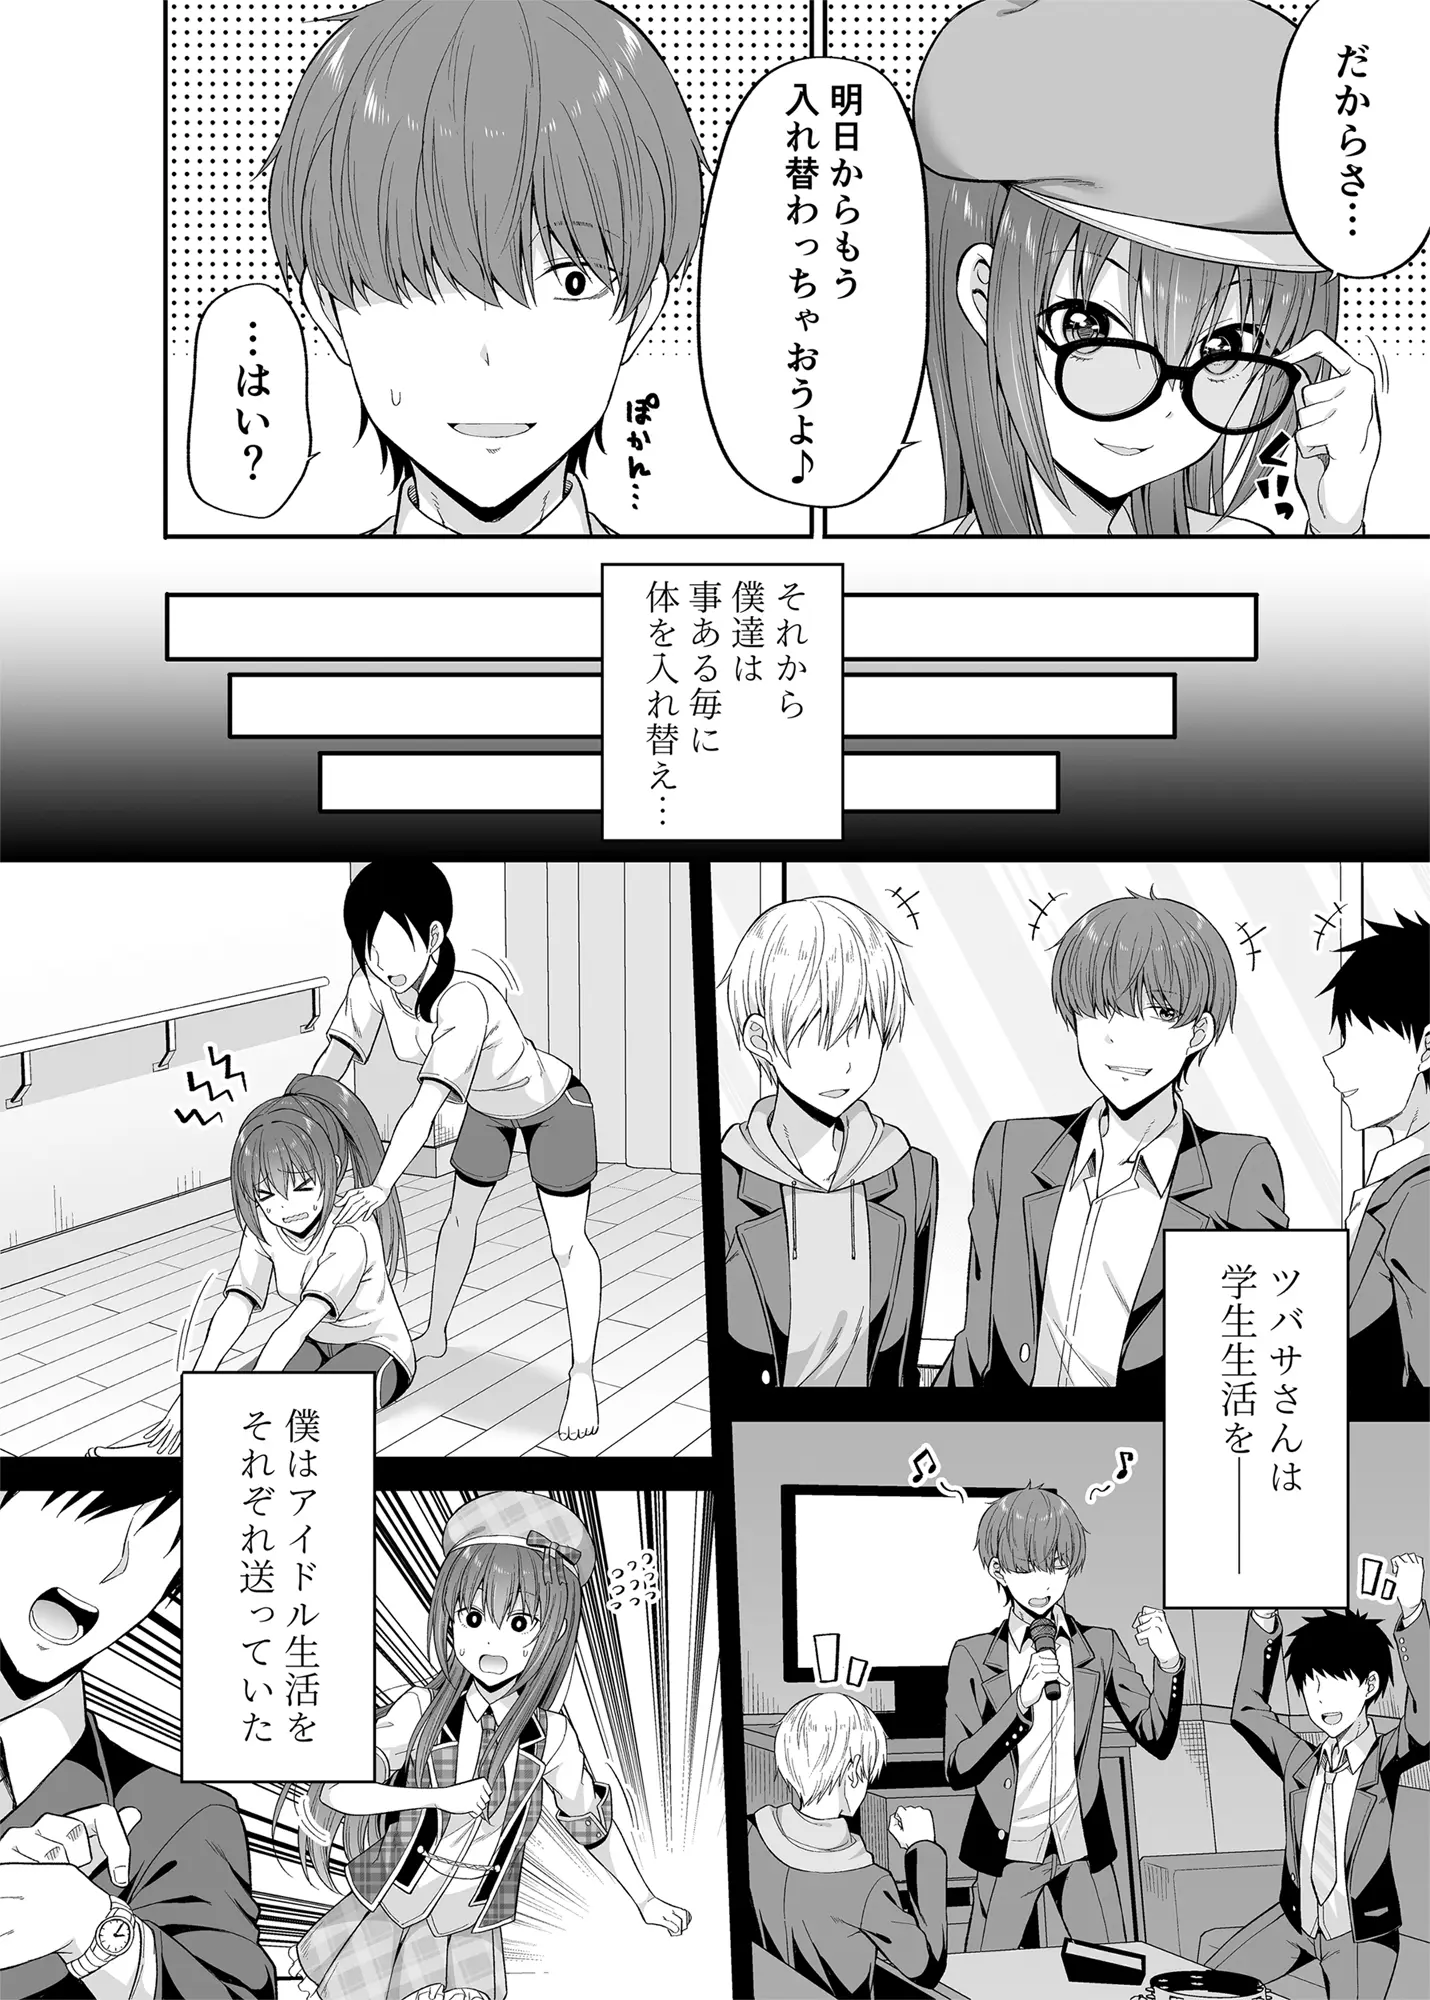 だからさ…
明日からもう
入れ替わっちゃおうよ♪
くいっ
ぽかん…
…はい？
それから
僕達は
事ある毎に
体を入れ替え…
ツバサさんは
学生生活を――
僕はアイドル生活を
それぞれ送っていた